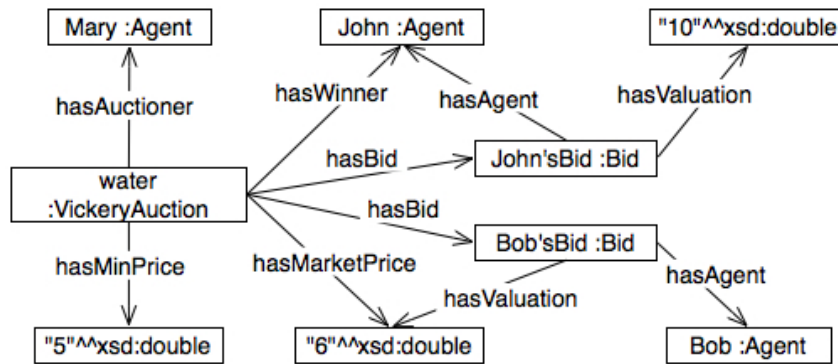 Mary :Agent
John :Agent
"10"^^xsd:double
hasWinner
hasAgent
hasValuation
hasAuctioner
hasBid
John'sBid :Bid
water
:VickeryAuction
hasBid
Bob'sBid :Bid
hasMinPrice
hasMarketPrice
hasAgent
hasValuation
"5"^^xsd:double
"6"^^xsd:double
Bob :Agent